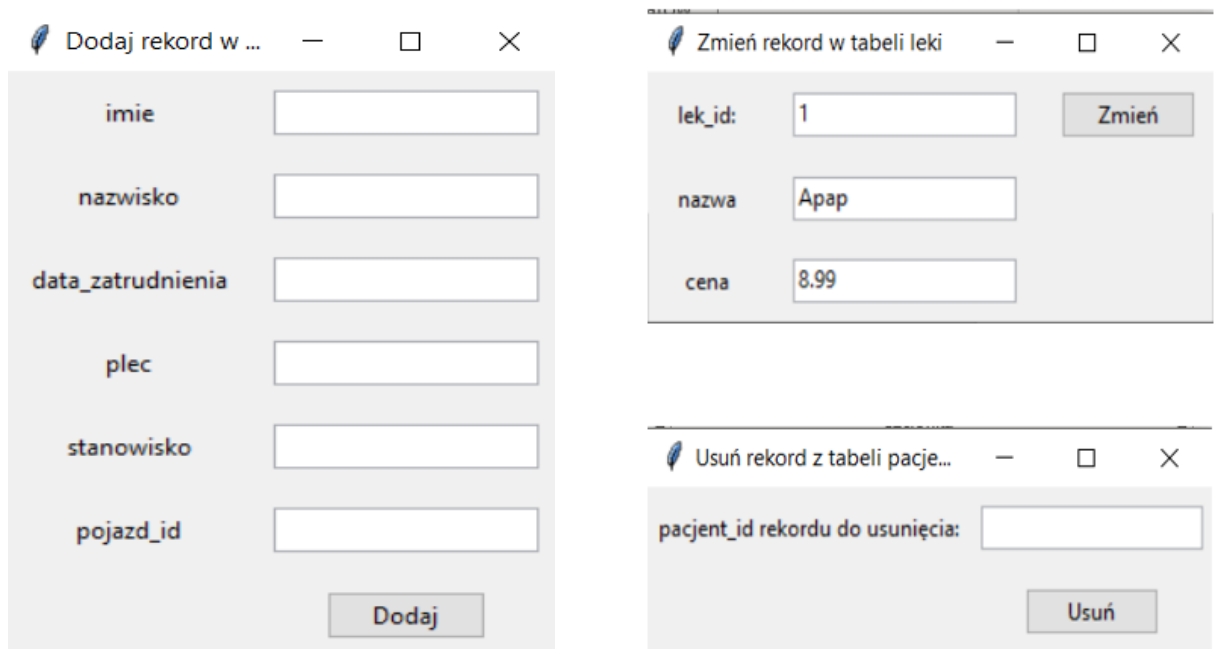 Dodaj rekord w ...
imie
nazwisko
data_zatrudnienia
plec
stanowisko
pojazd_id
Dodaj
Zmień rekord w tabeli leki
lek_id: 1 Zmień
nazwa Apap
cena 8.99
Usuń rekord z tabeli pacje...
pacjent_id rekordu do usunięcia:
Usuń